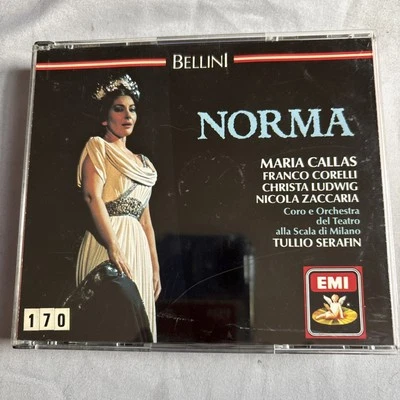 BELLINI
NORMA
MARIA CALLAS
FRANCO CORELLI
CHRISTA LUDWIG
NICOLA ZACCARIA
Coro e Orchestra
del Teatro
alla Scala di Milano
TULLIO SERAFIN
EMI
170